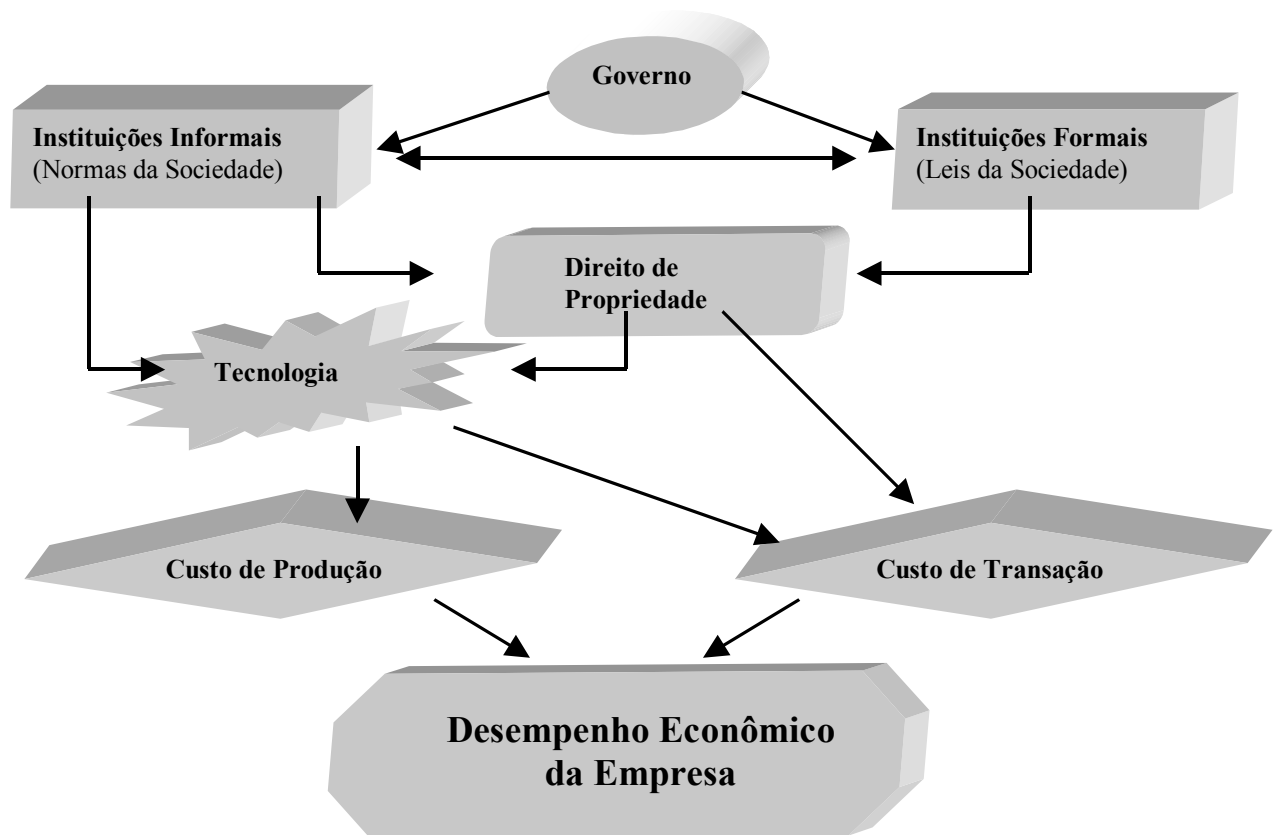 Governo
Instituições Informais
(Normas da Sociedade)
Instituições Formais
(Leis da Sociedade)
Direito de
Propriedade
Tecnologia
Custo de Produção
Custo de Transação
Desempenho Econômico
da Empresa